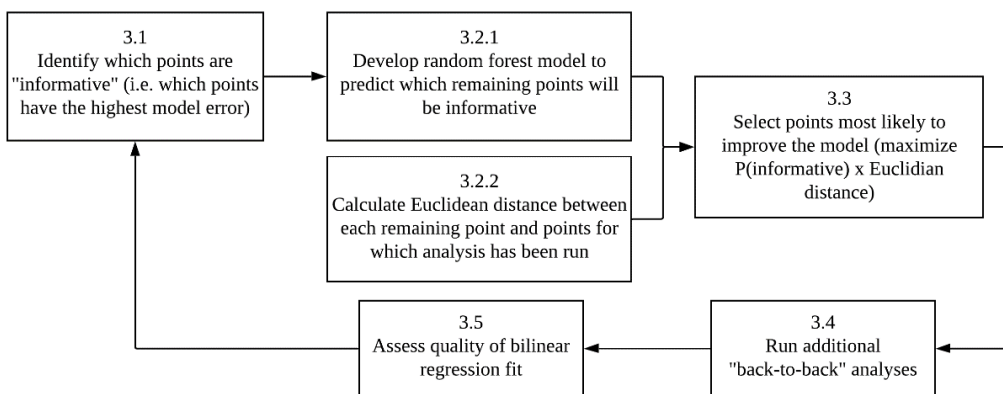 3.1
Identify which points are
"informative" (i.e. which points
have the highest model error)
3.2.1
Develop random forest model to
predict which remaining points will
be informative
3.2.2
Calculate Euclidean distance between
each remaining point and points for
which analysis has been run
3.3
Select points most likely to
improve the model (maximize
P(informative) x Euclidian
distance)
3.4
Run additional
"back-to-back" analyses
3.5
Assess quality of bilinear
regression fit